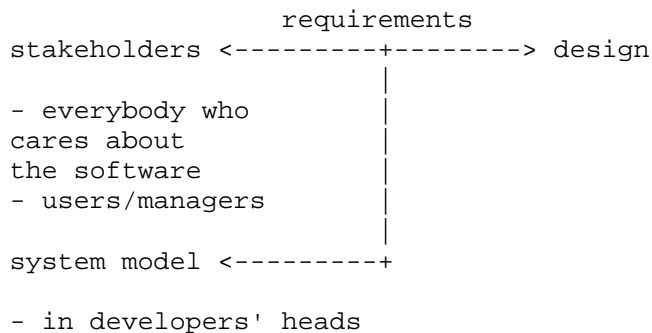 requirements
stakeholders <---------+--------> design
|
- everybody who |
cares about |
the software |
- users/managers |
|
system model <---------+
- in developers' heads